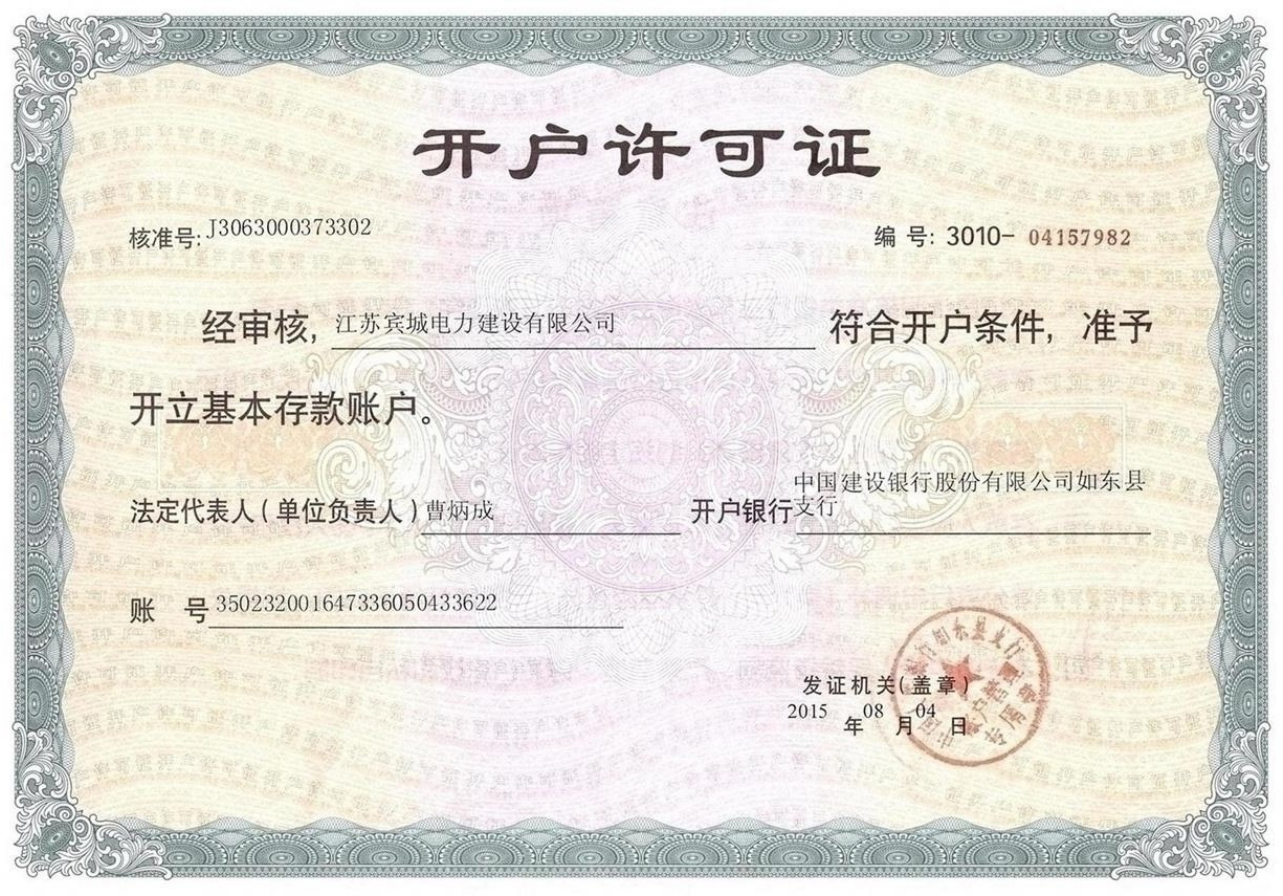 开户许可证
核准号: J3063000373302 编 号: 3010- 04157982
经审核, 江苏宾城电力建设有限公司 符合开户条件, 准予
开立基本存款账户。
法定代表人(单位负责人) 曹炳成 开户银行 中国建设银行股份有限公司如东县
支行
账 号 350232001647336050433622
发证机关(盖章)
2015 年 08 月 04 日